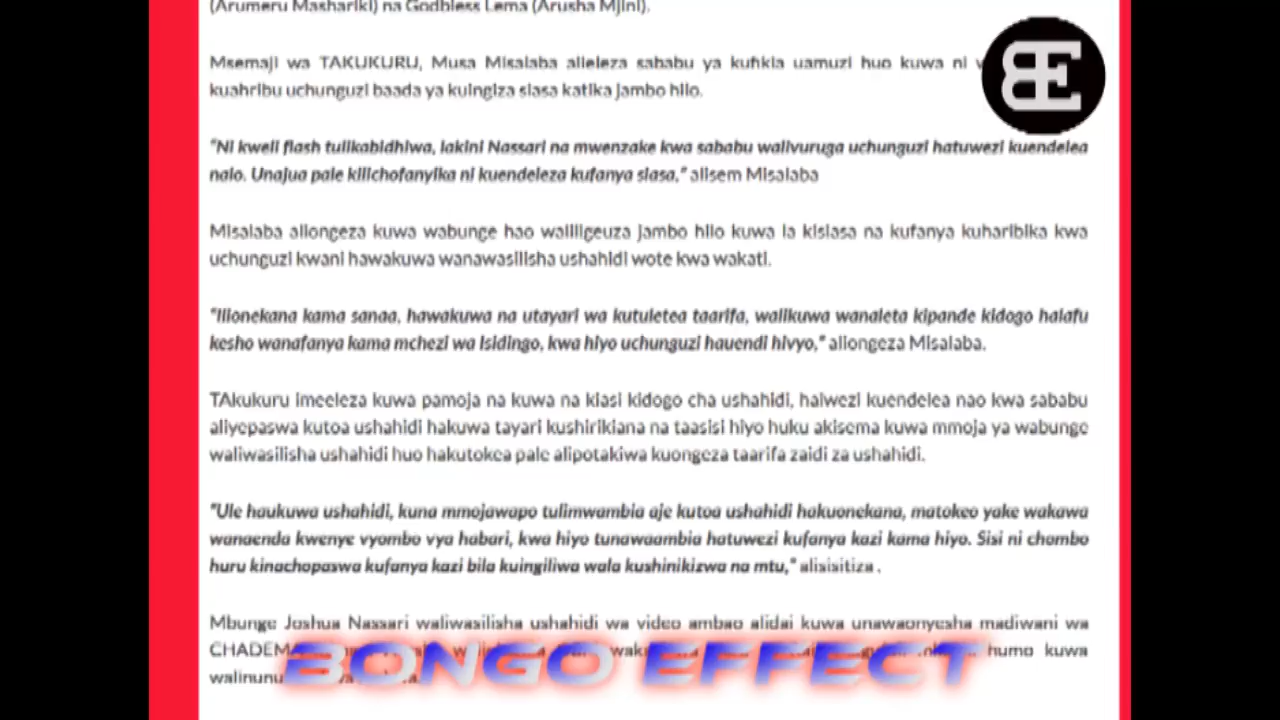 (Arumeru Mashariki) na Godbless Lema (Arusha Mjini).
Msemaji wa TAKUKURU, Musa Misalaba alieleza sababu ya kufikia uamuzi huo kuwa ni
kuahribu uchunguzi baada ya kuingiza siasa katika jambo hilo.
"Ni kweli flash tulikabidhiwa, lakini Nassari na mwenzake kwa sababu walivuruga uchunguzi hatuwezi kuendelea
nalo. Unajua pale kilichofanyika ni kuendeleza kufanya siasa," alisem Misalaba
Misalaba aliongeza kuwa wabunge hao waliligeuza jambo hilo kuwa la kisiasa na kufanya kuharibika kwa
uchunguzi kwani hawakuwa wanawasilisha ushahidi wote kwa wakati.
"Ilionekana kama sanaa, hawakuwa na utayari wa kutuletea taarifa, walikuwa wanaleta kipande kidogo halafu
kesho wanafanya kama mchezi wa Isidingo, kwa hiyo uchunguzi hauendi hivyo," aliongeza Misalaba.
TAkukuru imeeleza kuwa pamoja na kuwa na kiasi kidogo cha ushahidi, haiwezi kuendelea nao kwa sababu
aliyepaswa kutoa ushahidi hakuwa tayari kushirikiana na taasisi hiyo huku akisema kuwa mmoja ya wabunge
waliwasilisha ushahidi huo hakutokea pale alipotakiwa kuongeza taarifa zaidi za ushahidi.
"Ule haukuwa ushahidi, kuna mmojawapo tulimwambia aje kutoa ushahidi hakuonekana, matokeo yake wakawa
wanaenda kwenye vyombo vya habari, kwa hiyo tunawaambia hatuwezi kufanya kazi kama hiyo. Sisi ni chombo
huru kinachopaswa kufanya kazi bila kuingiliwa wala kushinikizwa na mtu," alisisitiza .
Mbunge Joshua Nassari waliwasilisha ushahidi wa video ambao alidai kuwa unawaonyesha madiwani wa
CHADEMA huma kuwa
BONGO EFFECT
BE